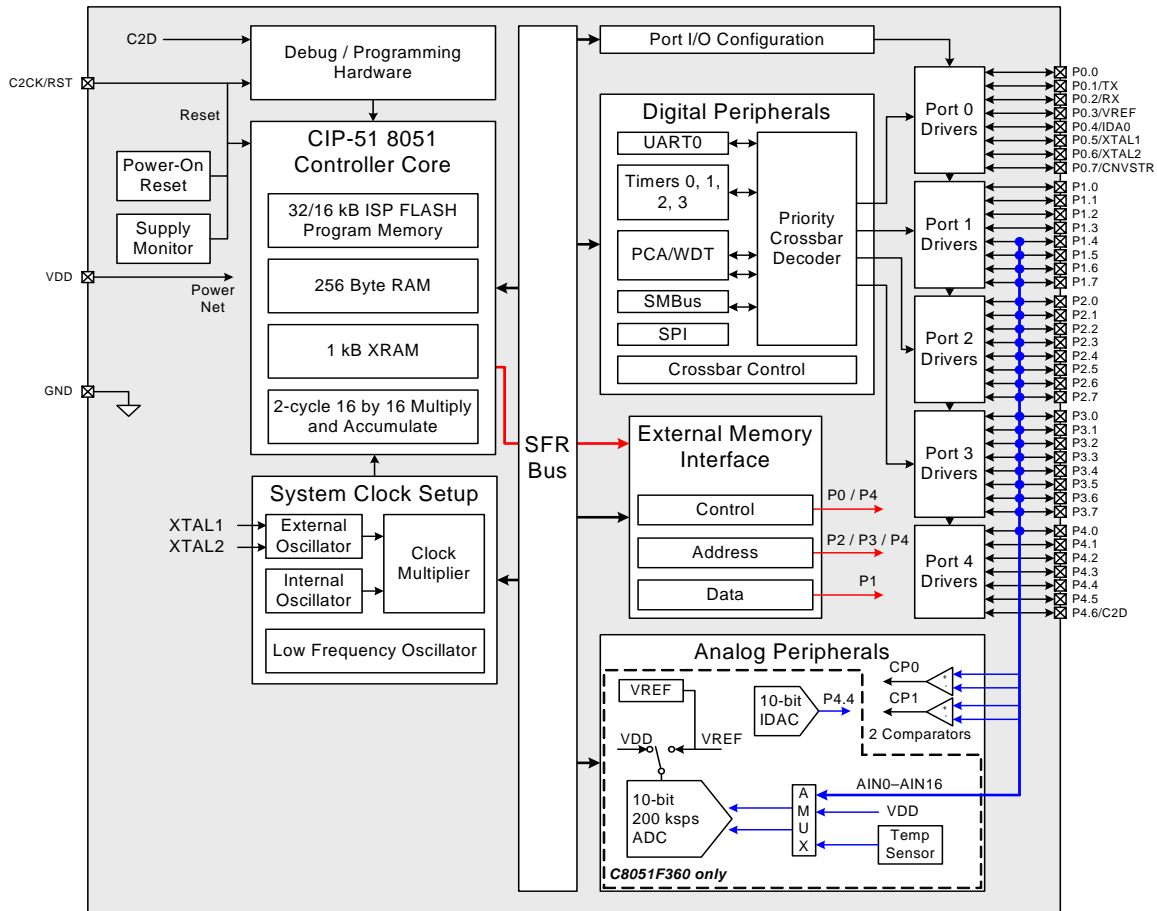 C2D
C2CK/RST
Debug / Programming
Hardware
Reset
CIP-51 8051
Controller Core
Power-On
Reset
Supply
Monitor
32/16 kB ISP FLASH
Program Memory
256 Byte RAM
1 kB XRAM
2-cycle 16 by 16 Multiply
and Accumulate
VDD
Power
Net
GND
System Clock Setup
XTAL1
XTAL2
External
Oscillator
Internal
Oscillator
Clock
Multiplier
Low Frequency Oscillator
SFR
Bus
Port I/O Configuration
Digital Peripherals
UART0
Timers 0, 1,
2, 3
PCA/WDT
SMBus
SPI
Priority
Crossbar
Decoder
Crossbar Control
External Memory
Interface
Control
Address
Data
P0 / P4
P2 / P3 / P4
P1
Port 0
Drivers
Port 1
Drivers
Port 2
Drivers
Port 3
Drivers
Port 4
Drivers
P0.0
P0.1/TX
P0.2/RX
P0.3/VREF
P0.4/IDA0
P0.5/XTAL1
P0.6/XTAL2
P0.7/CNVSTR
P1.0
P1.1
P1.2
P1.3
P1.4
P1.5
P1.6
P1.7
P2.0
P2.1
P2.2
P2.3
P2.4
P2.5
P2.6
P2.7
P3.0
P3.1
P3.2
P3.3
P3.4
P3.5
P3.6
P3.7
P4.0
P4.1
P4.2
P4.3
P4.4
P4.5
P4.6/C2D
Analog Peripherals
VREF
VDD
VREF
10-bit
IDAC
P4.4
CP0
+
-
CP1
+
-
2 Comparators
10-bit
200 ksps
ADC
A
M
U
X
AIN0–AIN16
VDD
Temp
Sensor
C8051F360 only